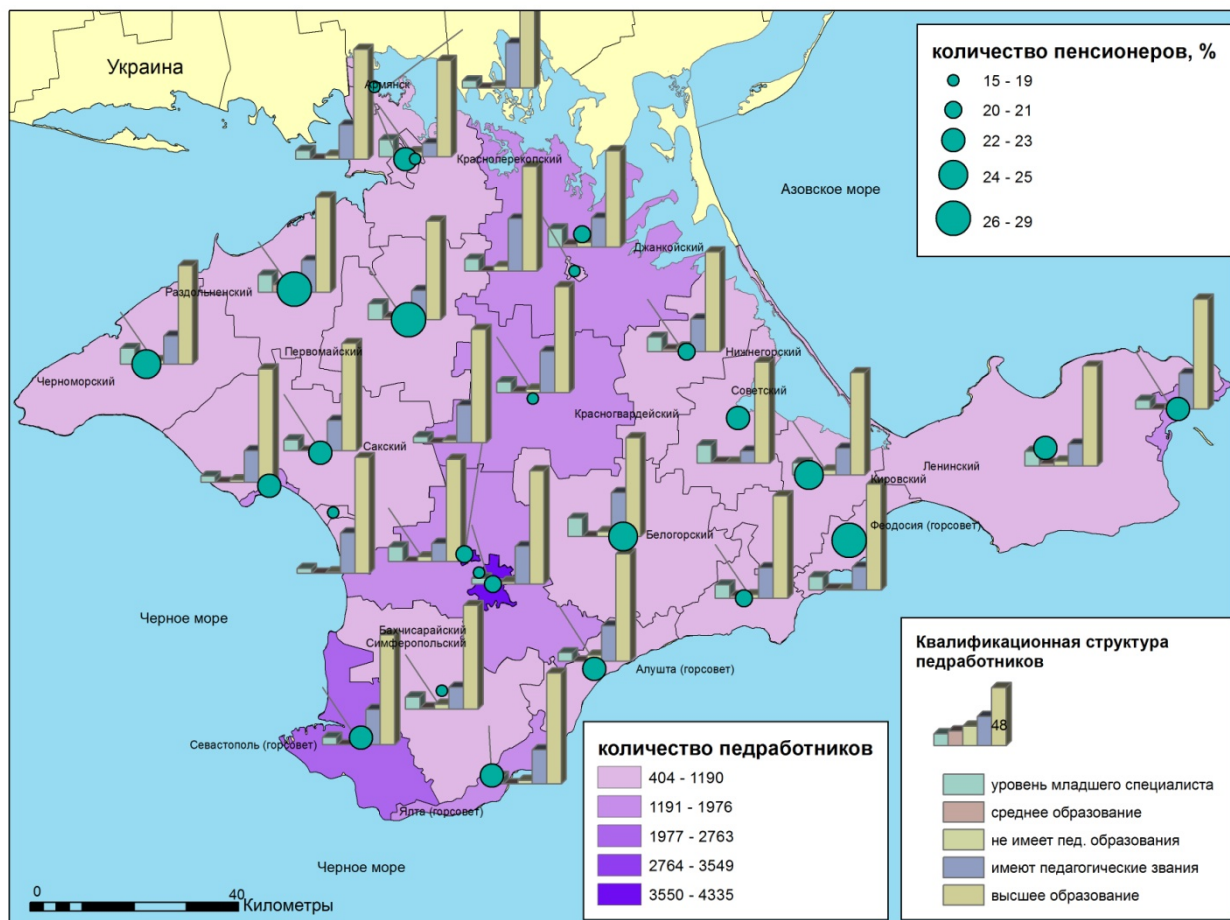 Украина
Армянск
Красноперекопский
Азовское море
Джанкойский
Раздольненский
Первомайский
Черноморский
Нижнегорский
Советский
Красногвардейский
Сакский
Ленинский
Кировский
Феодосия (горсовет)
Белогорский
Черное море
Бахчисарайский
Симферопольский
Алушта (горсовет)
Севастополь (горсовет)
Ялта (горсовет)
Черное море
0 40
Километры
количество пенсионеров, %
15 - 19
20 - 21
22 - 23
24 - 25
26 - 29
количество педработников
404 - 1190
1191 - 1976
1977 - 2763
2764 - 3549
3550 - 4335
Квалификационная структура
педработников
48
уровень младшего специалиста
среднее образование
не имеет пед. образования
имеют педагогические звания
высшее образование